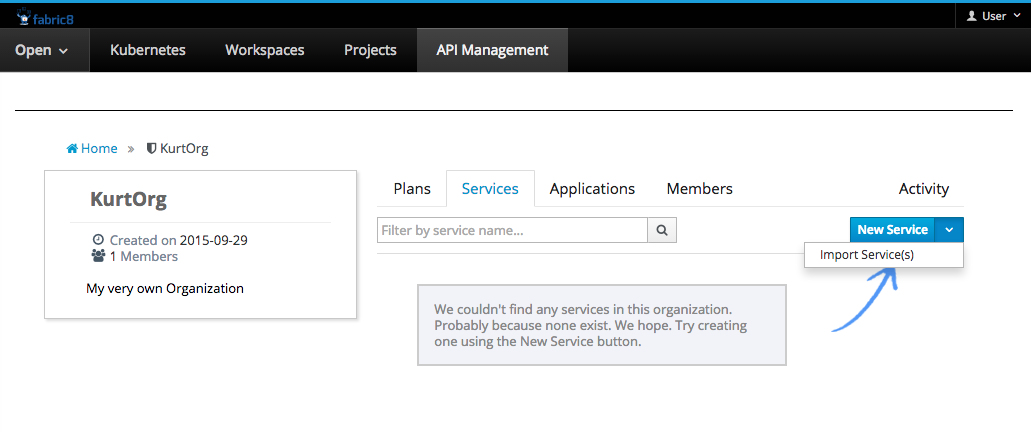 fabric8
User
Open
Kubernetes
Workspaces
Projects
API Management
Home » KurtOrg
KurtOrg
Created on 2015-09-29
1 Members
My very own Organization
Plans
Services
Applications
Members
Activity
Filter by service name...
New Service
Import Service(s)
We couldn't find any services in this organization.
Probably because none exist. We hope. Try creating
one using the New Service button.